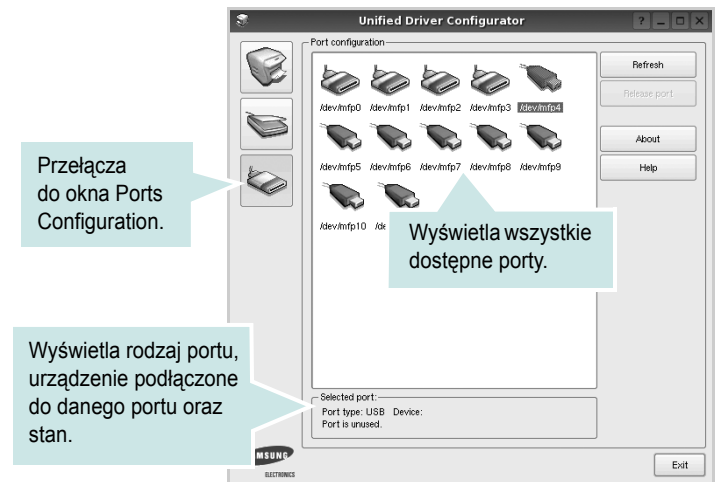 Unified Driver Configurator
Port configuration
/dev/mfp0 /dev/mfp1 /dev/mfp2 /dev/mfp3 /dev/mfp4
/dev/mfp5 /dev/mfp6 /dev/mfp7 /dev/mfp8 /dev/mfp9
/dev/mfp10
Refresh
Release port
About
Help
Przełącza
do okna Ports
Configuration.
Wyświetla wszystkie
dostępne porty.
Wyświetla rodzaj portu,
urządzenie podłączone
do danego portu oraz
stan.
Selected port:
Port type: USB Device:
Port is unused.
ELECTRONICS
Exit